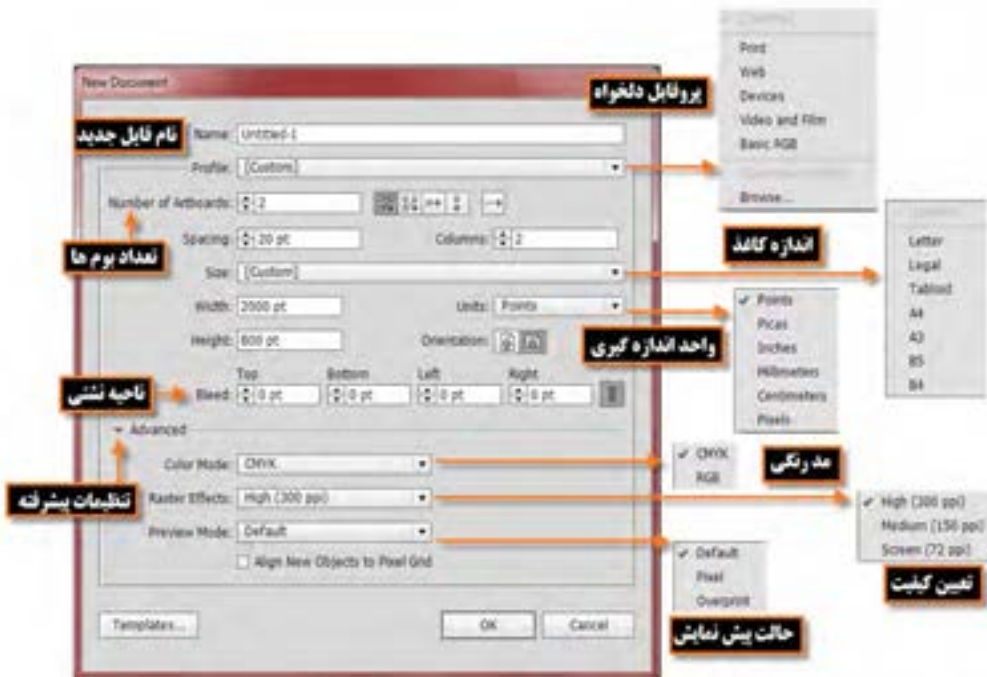 New Document
نام فایل جدید
Name: Untitled-1
پروفایل دلخواه
Profile: [Custom]
Print
Web
Devices
Video and Film
Basic RGB
Browse...
Number of Artboards: 2
تعداد بوم ها
Spacing: 20 pt
Columns: 2
اندازه کاغذ
Size: [Custom]
Letter
Legal
Tabloid
A4
A3
B5
B4
Width: 2000 pt
Units: Points
واحد اندازه گیری
✓ Points
Picas
Inches
Millimeters
Centimeters
Pixels
Height: 800 pt
Orientation:
Top Bottom Left Right
ناحیه نشتی
Bleed: 0 pt 0 pt 0 pt 0 pt
Advanced
تنظیمات پیشرفته
Color Mode: CMYK
مد رنگی
✓ CMYK
RGB
Raster Effects: High (300 ppi)
✓ High (300 ppi)
Medium (150 ppi)
Screen (72 ppi)
تعیین کیفیت
Preview Mode: Default
✓ Default
Pixel
Overprint
حالت پیش نمایش
Align New Objects to Pixel Grid
Templates... OK Cancel